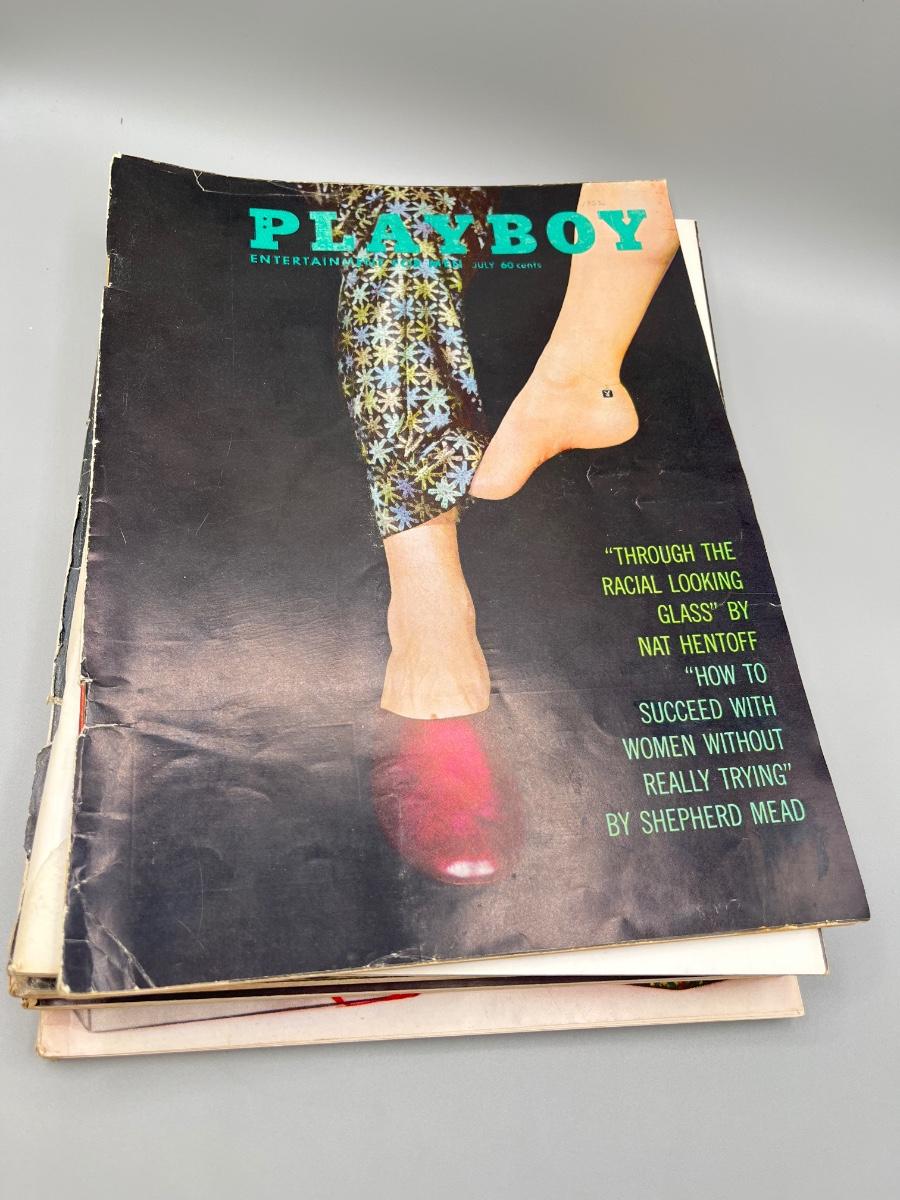 PLAYBOY
ENTERTAINMENT FOR MEN JULY 60 cents
“THROUGH THE
RACIAL LOOKING
GLASS” BY
NAT HENTOFF
“HOW TO
SUCCEED WITH
WOMEN WITHOUT
REALLY TRYING”
BY SHEPHERD MEAD